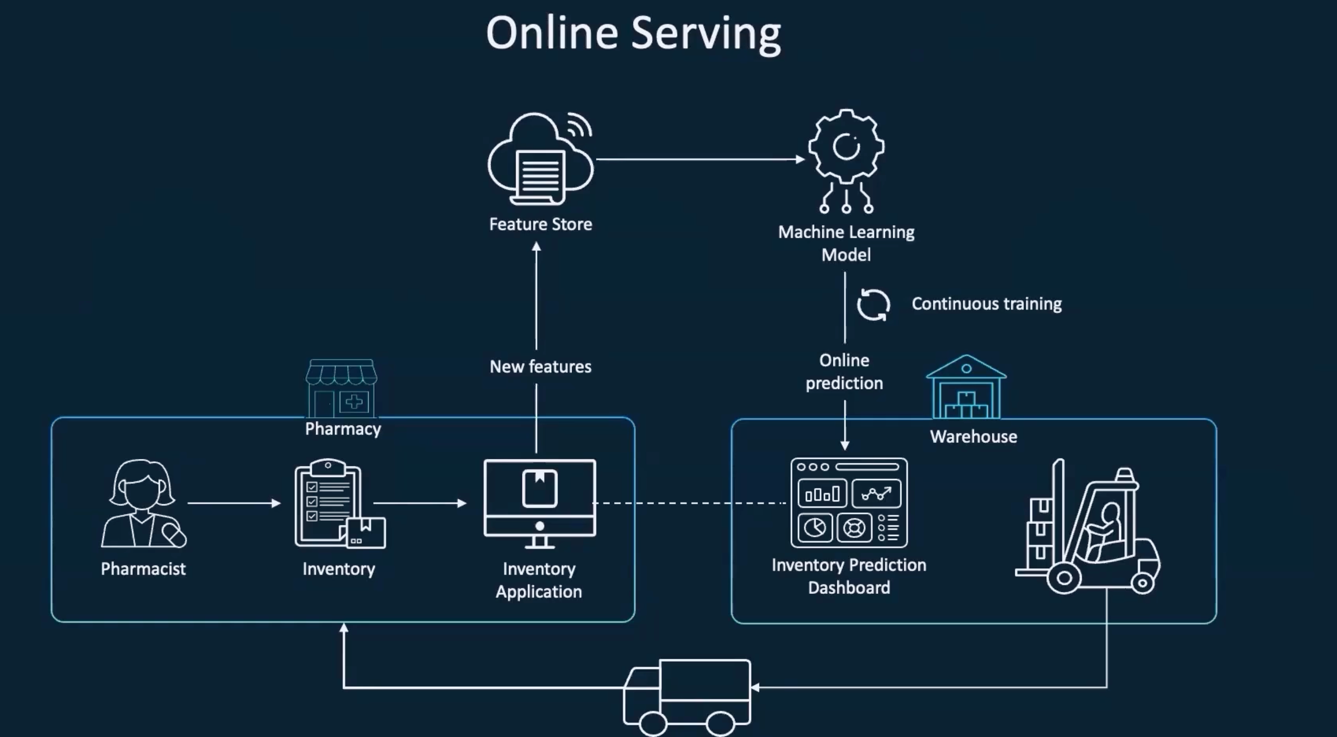 Online Serving
Feature Store
Machine Learning
Model
Continuous training
New features
Online
prediction
Pharmacy
Warehouse
Pharmacist
Inventory
Inventory
Application
Inventory Prediction
Dashboard